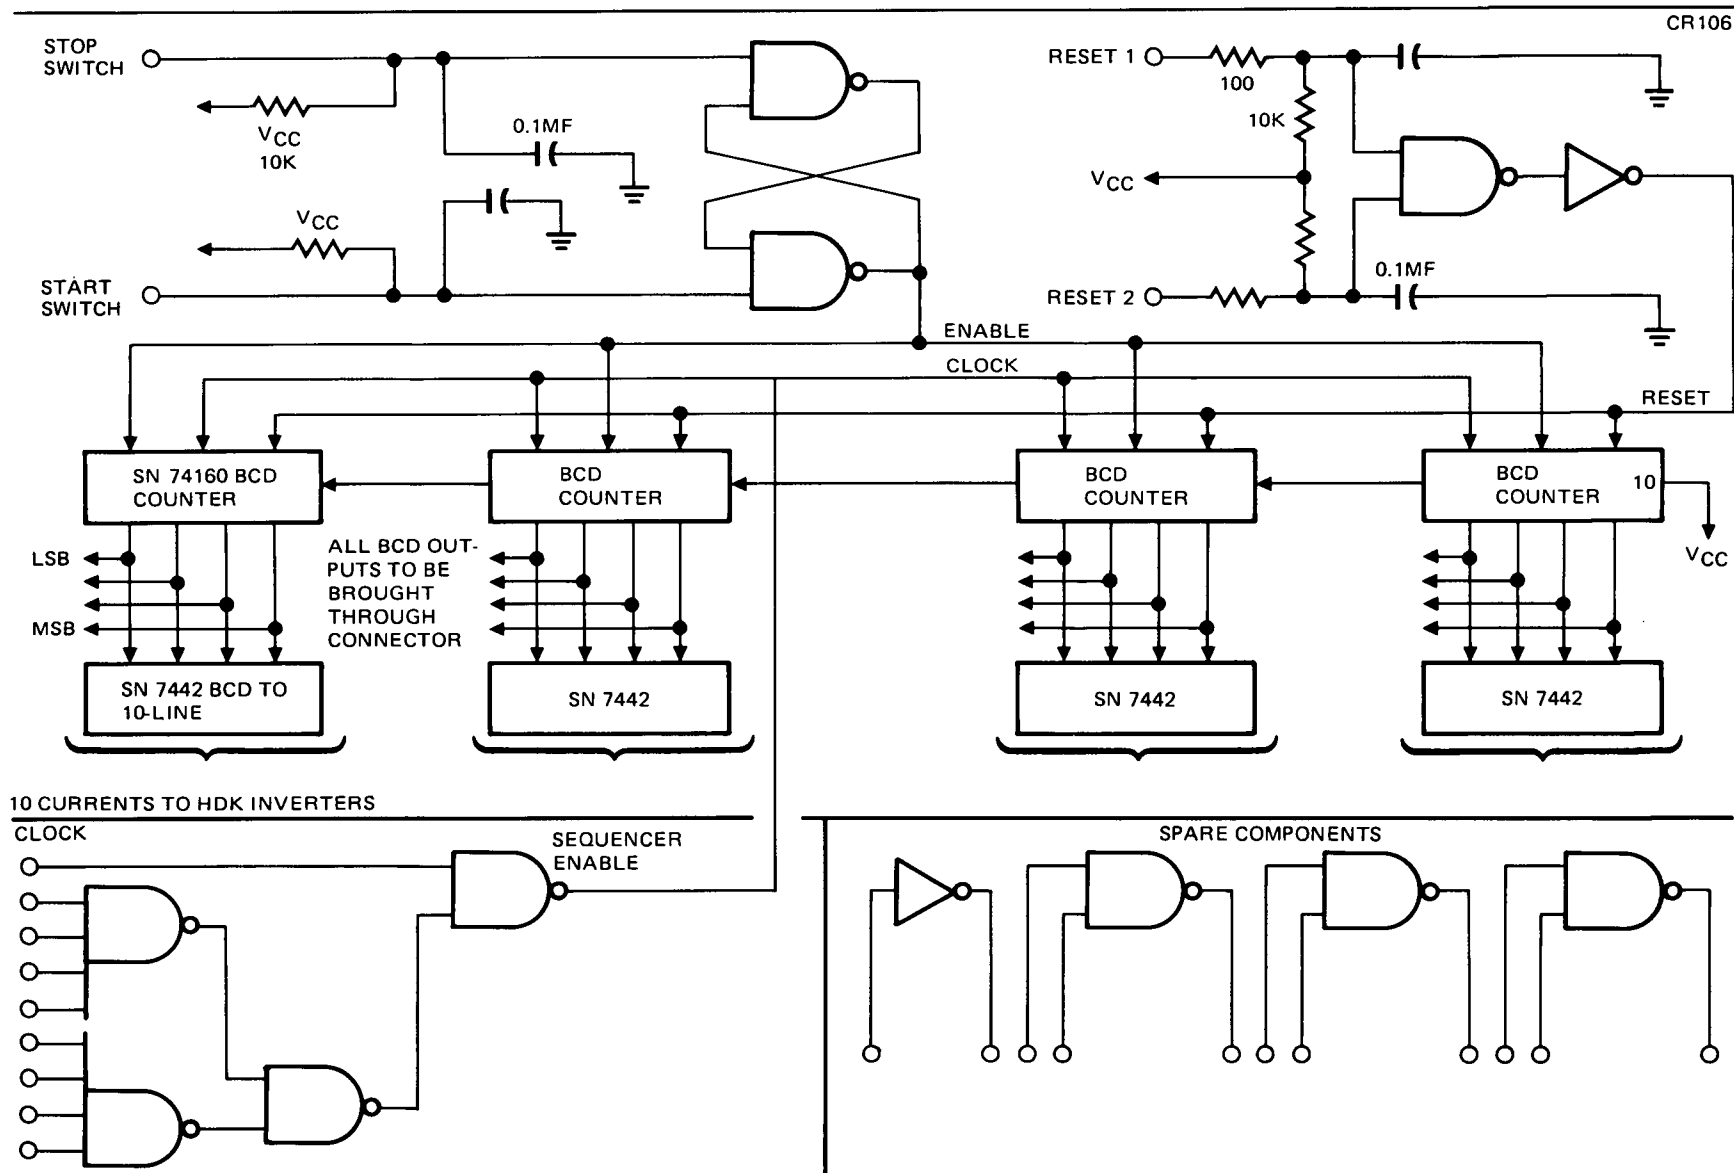 CR106
STOP
SWITCH
VCC
10K
0.1MF
VCC
START
SWITCH
RESET 1
100
10K
VCC
0.1MF
RESET 2
ENABLE
CLOCK
RESET
SN 74160 BCD
COUNTER
BCD
COUNTER
BCD
COUNTER
BCD
COUNTER
10
VCC
LSB
MSB
ALL BCD OUT-
PUTS TO BE
BROUGHT
THROUGH
CONNECTOR
SN 7442 BCD TO
10-LINE
SN 7442
SN 7442
SN 7442
10 CURRENTS TO HDK INVERTERS
CLOCK
SEQUENCER
ENABLE
SPARE COMPONENTS